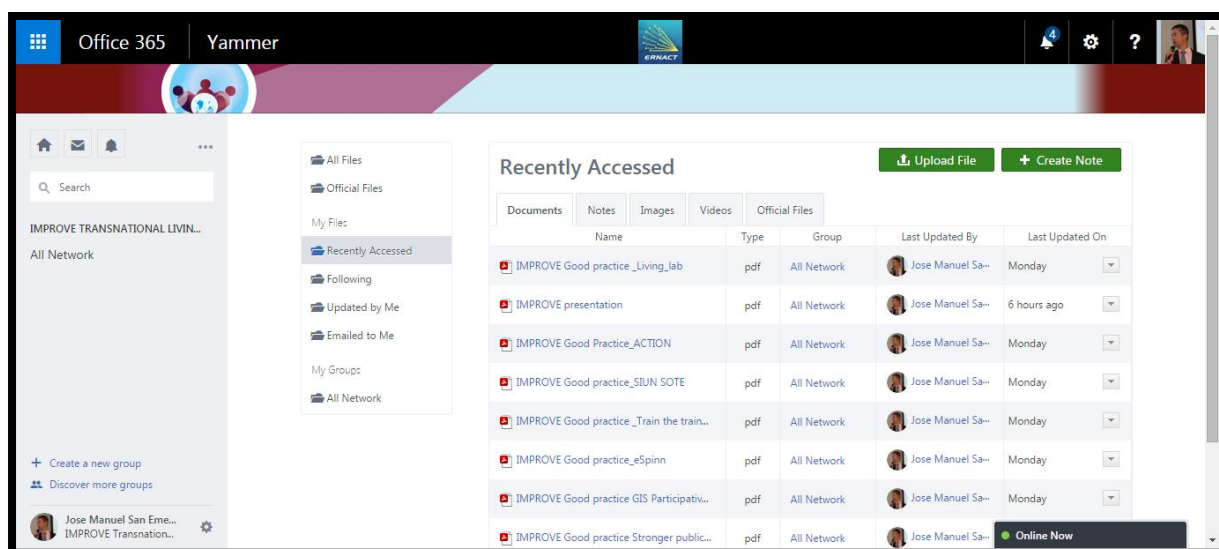 Office 365 Yammer
ERNACT
4
?
Search
IMPROVE TRANSNATIONAL LIVIN...
All Network
Create a new group
Discover more groups
Jose Manuel San Eme...
IMPROVE Transnation...
All Files
Official Files
My Files
Recently Accessed
Following
Updated by Me
Emailed to Me
My Groups
All Network
Recently Accessed
Upload File
+ Create Note
Documents Notes Images Videos Official Files
Name Type Group Last Updated By Last Updated On
IMPROVE Good practice _Living_lab pdf All Network Jose Manuel Sa... Monday
IMPROVE presentation pdf All Network Jose Manuel Sa... 6 hours ago
IMPROVE Good Practice_ACTION pdf All Network Jose Manuel Sa... Monday
IMPROVE Good practice_SIUN SOTE pdf All Network Jose Manuel Sa... Monday
IMPROVE Good practice _Train the train... pdf All Network Jose Manuel Sa... Monday
IMPROVE Good practice_eSpinn pdf All Network Jose Manuel Sa... Monday
IMPROVE Good practice GIS Participativ... pdf All Network Jose Manuel Sa... Monday
IMPROVE Good practice Stronger public... pdf All Network Jose Manuel Sa...
Online Now